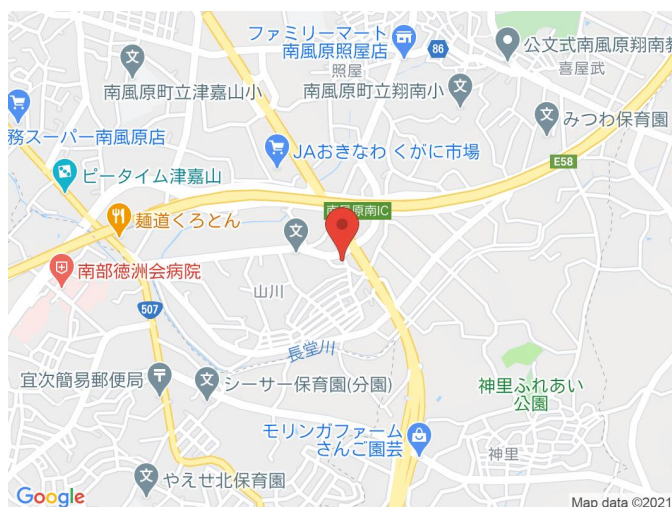 ファミリーマート
南風原照屋店
照屋
86
公文式南風原翔南教
喜屋武
南風原町立津嘉山小
南風原町立翔南小
みつわ保育園
務スーパー南風原店
JAおきなわ くがに市場
E58
ピータイム津嘉山
麺道くろとん
南風原南IC
南部徳洲会病院
山川
507
長堂川
宜次簡易郵便局
シーサー保育園(分園)
神里ふれあい
公園
モリンガファーム
さんご園芸
神里
やえせ北保育園
Google
Map data ©2021